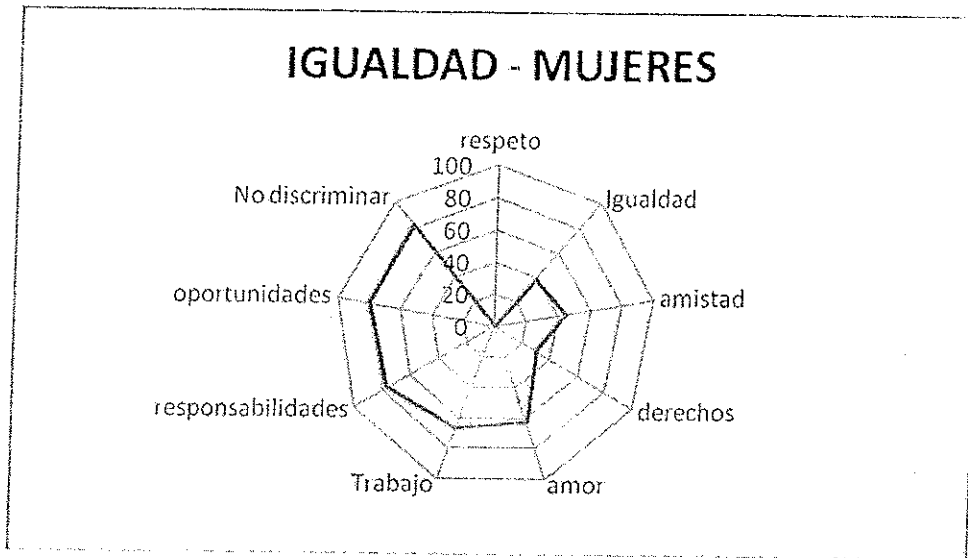 IGUALDAD - MUJERES
respeto
100
80
60
40
20
0
Igualdad
amistad
derechos
amor
Trabajo
responsabilidades
oportunidades
No discriminar